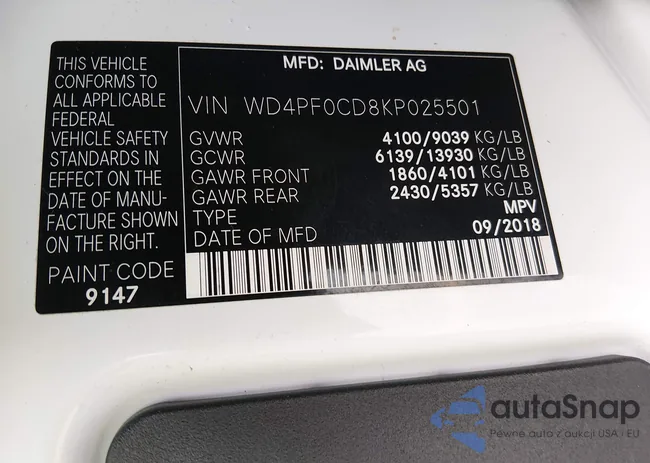 THIS VEHICLE
CONFORMS TO
ALL APPLICABLE
FEDERAL
VEHICLE SAFETY
STANDARDS IN
EFFECT ON THE
DATE OF MANU-
FACTURE SHOWN
ON THE RIGHT.
PAINT CODE
9147
MFD: DAIMLER AG
VIN WD4PF0CD8KP025501
GVWR 4100/9039 KG/LB
GCWR 6139/13930 KG/LB
GAWR FRONT 1860/4101 KG/LB
GAWR REAR 2430/5357 KG/LB
TYPE MPV
DATE OF MFD 09/2018
autaSnap
Pewne auta z aukcji USA i EU